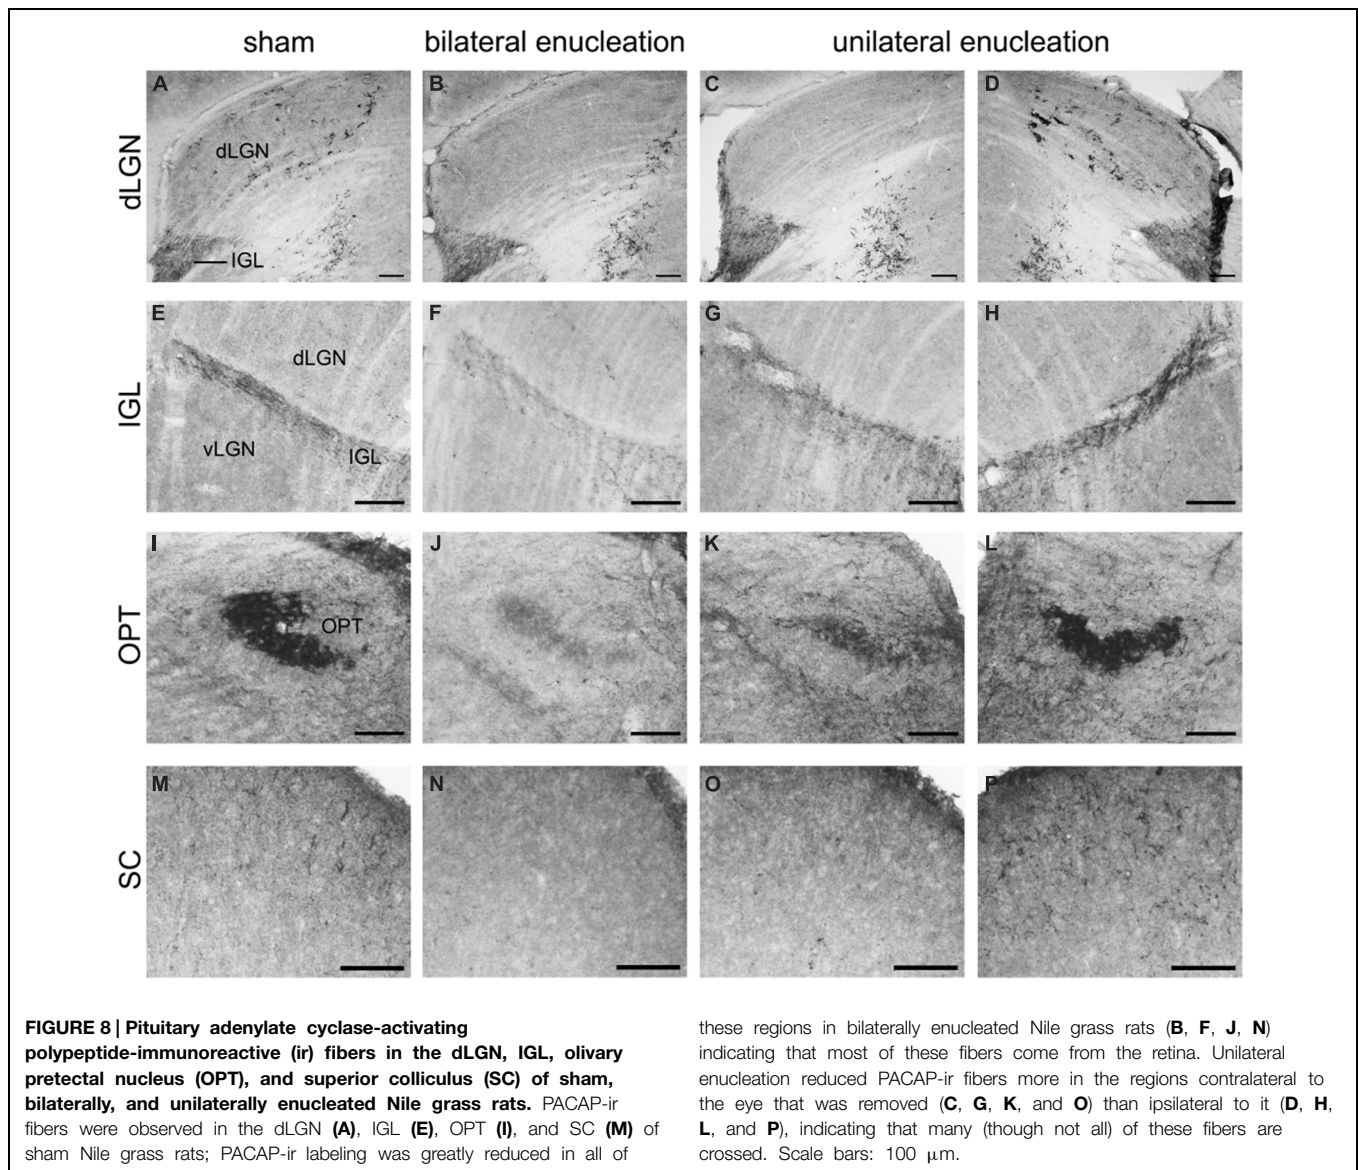 sham
bilateral enucleation
unilateral enucleation
dLGN
A
dLGN
IGL
B
C
D
IGL
E
dLGN
vLGN
IGL
F
G
H
OPT
I
OPT
J
K
L
SC
M
N
O
P
FIGURE 8 | Pituitary adenylate cyclase-activating
polypeptide-immunoreactive (ir) fibers in the dLGN, IGL, olivary
pretectal nucleus (OPT), and superior colliculus (SC) of sham,
bilaterally, and unilaterally enucleated Nile grass rats. PACAP-ir
fibers were observed in the dLGN (A), IGL (E), OPT (I), and SC (M) of
sham Nile grass rats; PACAP-ir labeling was greatly reduced in all of
these regions in bilaterally enucleated Nile grass rats (B, F, J, N)
indicating that most of these fibers come from the retina. Unilateral
enucleation reduced PACAP-ir fibers more in the regions contralateral to
the eye that was removed (C, G, K, and O) than ipsilateral to it (D, H,
L, and P), indicating that many (though not all) of these fibers are
crossed. Scale bars: 100 μm.